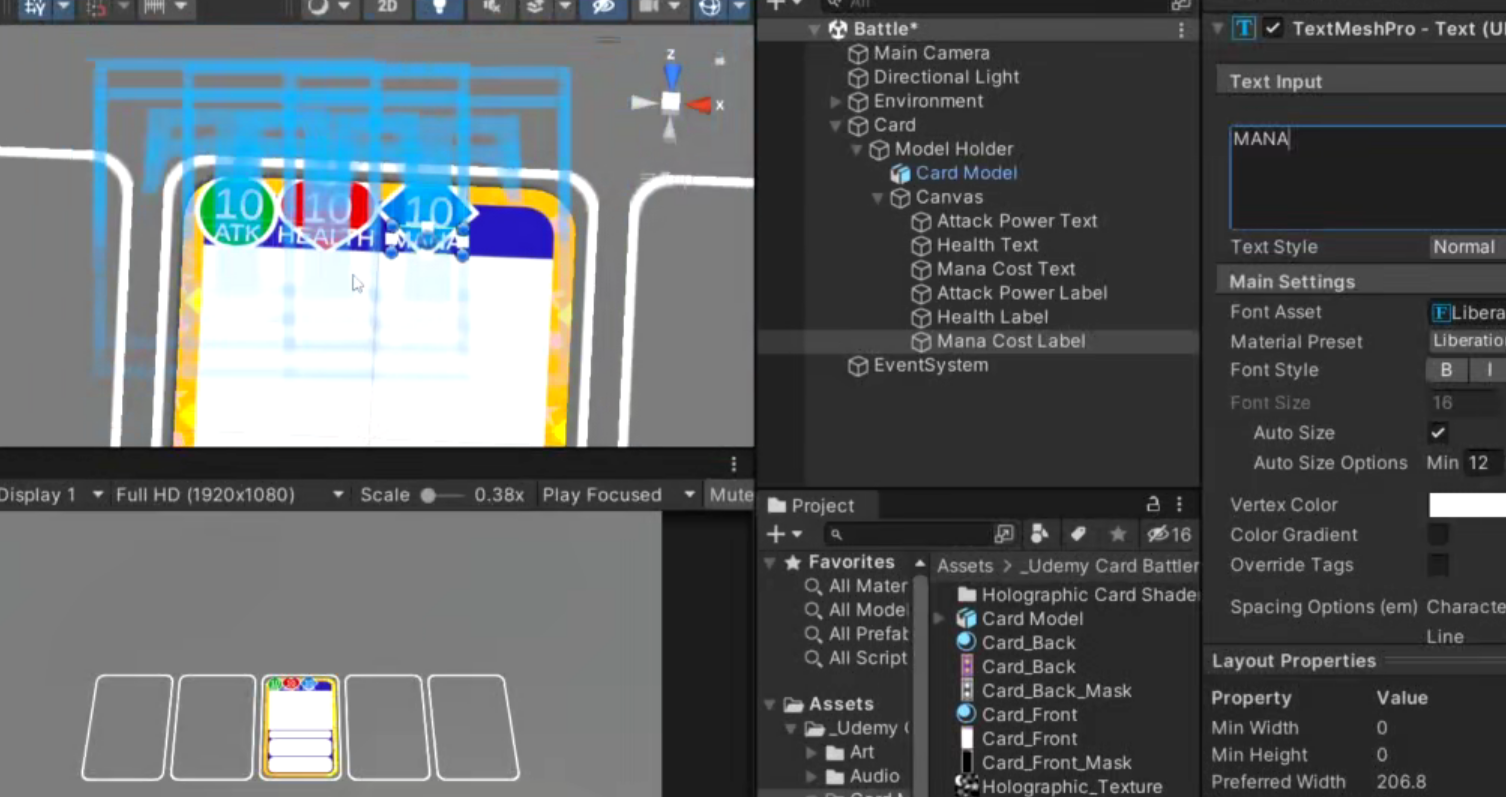 2D
All
Battle*
TextMeshPro - Text (UI
Main Camera
Directional Light
Environment
Card
Model Holder
Card Model
Canvas
Attack Power Text
Health Text
Mana Cost Text
Attack Power Label
Health Label
Mana Cost Label
EventSystem
Text Input
MANA
Text Style Normal
Main Settings
Font Asset F Libera
Material Preset Liberatio
Font Style B I
Font Size 16
Auto Size
Auto Size Options Min 12
Vertex Color
Color Gradient
Override Tags
Spacing Options (em) Characte
Line
Layout Properties
Property Value
Min Width 0
Min Height 0
Preferred Width 206.8
z
x
10 10 10
ATK HEALTH MANA
Display 1 Full HD (1920x1080) Scale 0.38x Play Focused Mute
Project
16
Favorites
All Mater
All Model
All Prefab
All Script
Assets
_Udemy C
Art
Audio
Assets > _Udemy Card Battler
Holographic Card Shade
Card Model
Card_Back
Card_Back
Card_Back_Mask
Card_Front
Card_Front
Card_Front_Mask
Holographic_Texture